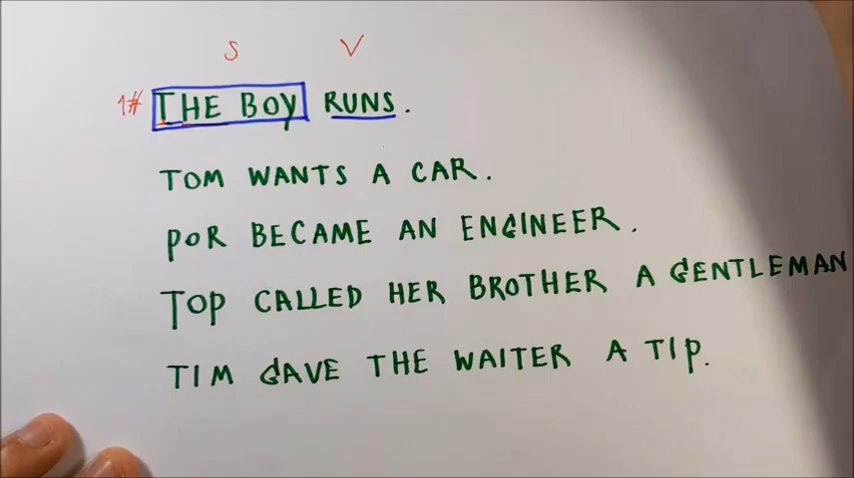 S V
1# THE BOY RUNS.
TOM WANTS A CAR.
POR BECAME AN ENGINEER.
TOP CALLED HER BROTHER A GENTLEMAN
TIM GAVE THE WAITER A TIP.